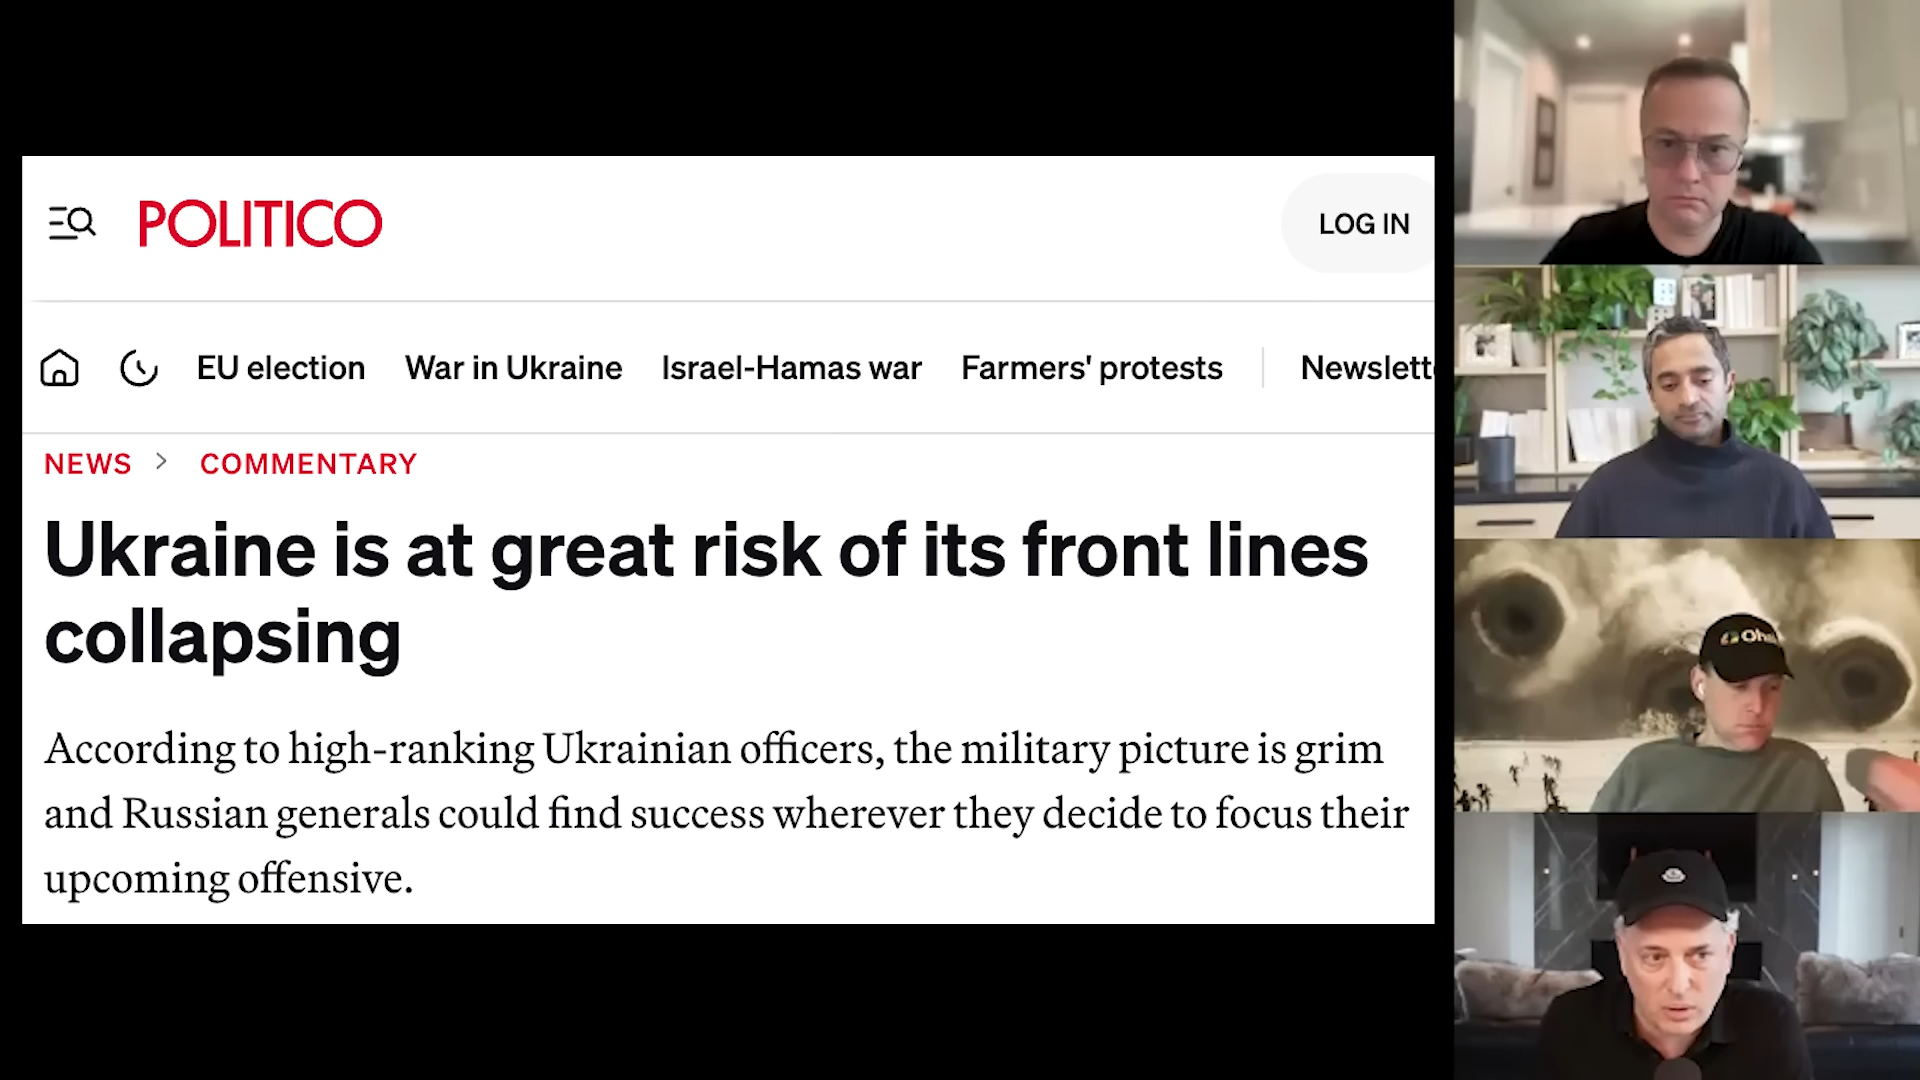 POLITICO
LOG IN
EU election War in Ukraine Israel-Hamas war Farmers' protests Newslett
NEWS > COMMENTARY
Ukraine is at great risk of its front lines
collapsing
According to high-ranking Ukrainian officers, the military picture is grim
and Russian generals could find success wherever they decide to focus their
upcoming offensive.